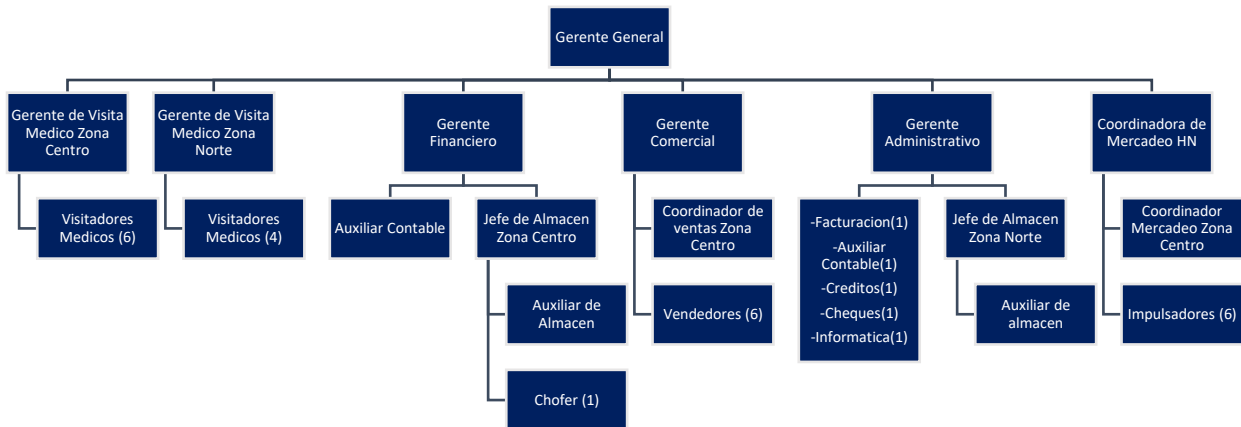 Gerente General
Gerente de Visita
Medico Zona
Centro
Gerente de Visita
Medico Zona
Norte
Gerente
Financiero
Gerente
Comercial
Gerente
Administrativo
Coordinadora de
Mercadeo HN
Visitadores
Medicos (6)
Visitadores
Medicos (4)
Auxiliar Contable
Jefe de Almacen
Zona Centro
Coordinador de
ventas Zona
Centro
-Facturacion(1)
-Auxiliar
Contable(1)
-Creditos(1)
-Cheques(1)
-Informatica(1)
Jefe de Almacen
Zona Norte
Coordinador
Mercadeo Zona
Centro
Auxiliar de
Almacen
Vendedores (6)
Auxiliar de
almacen
Impulsadores (6)
Chofer (1)